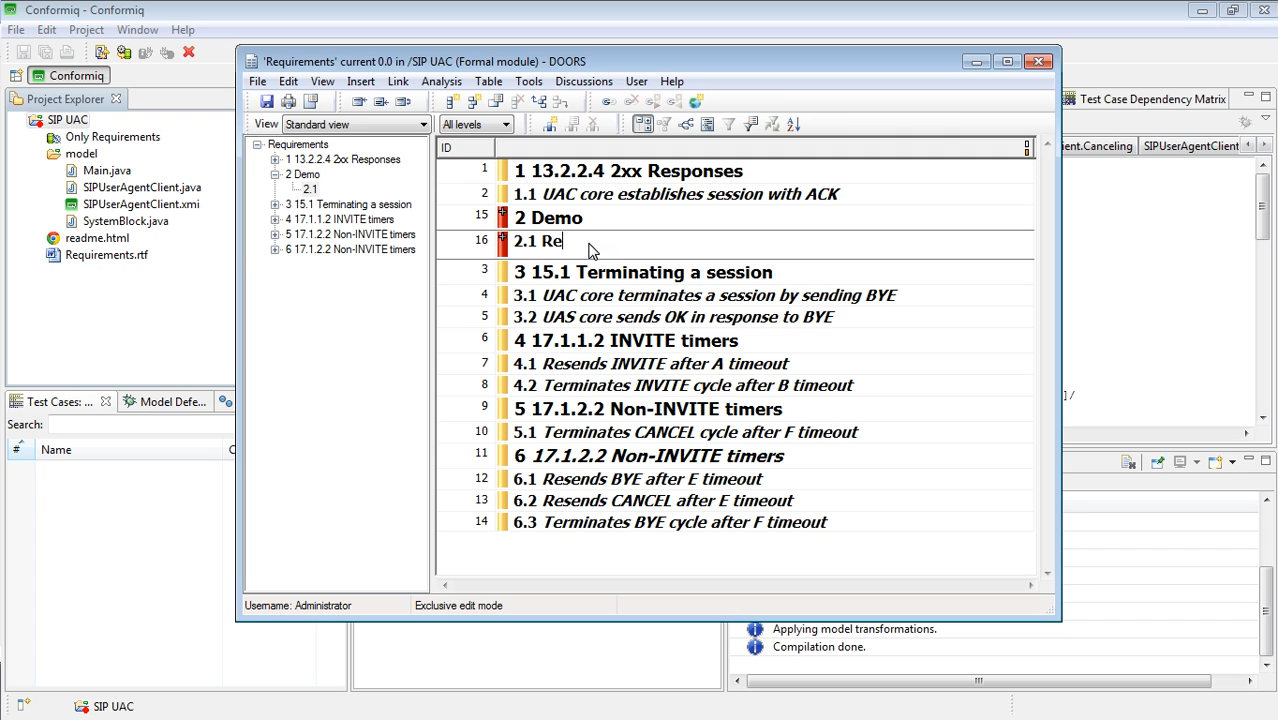 Conformiq - Conformiq
File Edit Project Window Help
Conformiq
Project Explorer
SIP UAC
Only Requirements
model
Main.java
SIPUserAgentClient.java
SIPUserAgentClient.xmi
SystemBlock.java
readme.html
Requirements.rtf
Test Cases: ... Model Defe...
Search:
# Name C
SIP UAC
'Requirements' current 0.0 in /SIP UAC (Formal module) - DOORS
File Edit View Insert Link Analysis Table Tools Discussions User Help
View Standard view All levels
Requirements
1 13.2.2.4 2xx Responses
2 Demo
2.1
3 15.1 Terminating a session
4 17.1.1.2 INVITE timers
5 17.1.2.2 Non-INVITE timers
6 17.1.2.2 Non-INVITE timers
ID
1 1 13.2.2.4 2xx Responses
2 1.1 UAC core establishes session with ACK
15 2 Demo
16 2.1 Re
3 3 15.1 Terminating a session
4 3.1 UAC core terminates a session by sending BYE
5 3.2 UAS core sends OK in response to BYE
6 4 17.1.1.2 INVITE timers
7 4.1 Resends INVITE after A timeout
8 4.2 Terminates INVITE cycle after B timeout
9 5 17.1.2.2 Non-INVITE timers
10 5.1 Terminates CANCEL cycle after F timeout
11 6 17.1.2.2 Non-INVITE timers
12 6.1 Resends BYE after E timeout
13 6.2 Resends CANCEL after E timeout
14 6.3 Terminates BYE cycle after F timeout
Username: Administrator Exclusive edit mode
Test Case Dependency Matrix
ient.Canceling SIPUserAgentClient
]/
Applying model transformations.
Compilation done.